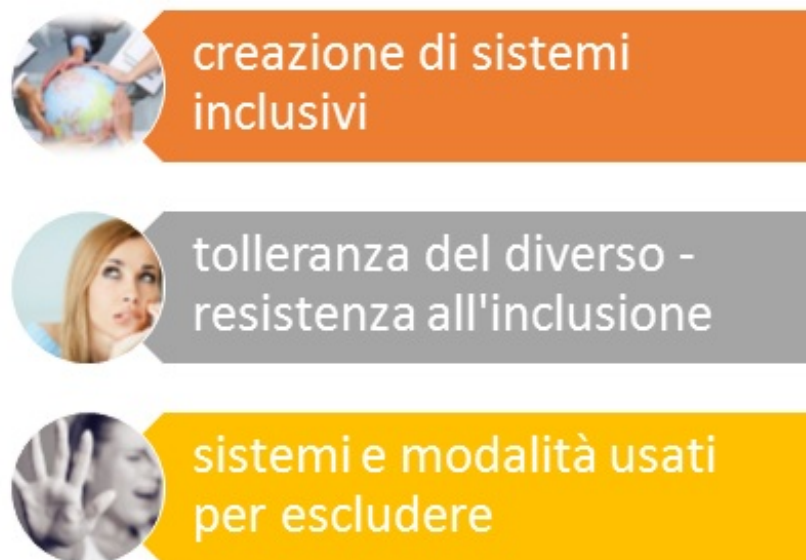 creazione di sistemi
inclusivi
tolleranza del diverso -
resistenza all'inclusione
sistemi e modalità usati
per escludere